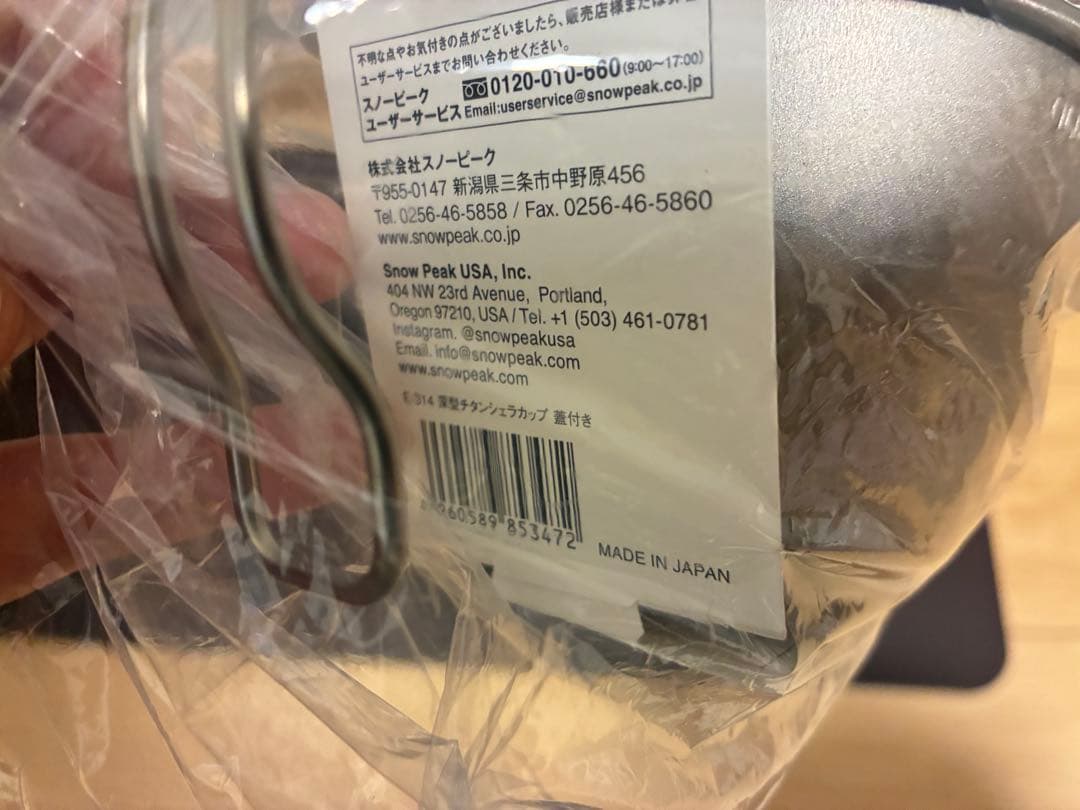 不明な点やお気付きの点がございましたら、販売店様または
ユーザーサービスまでお問い合わせください。
スノーピーク
ユーザーサービス
0120-010-660(9:00〜17:00)
Email:userservice@snowpeak.co.jp
株式会社スノーピーク
〒955-0147 新潟県三条市中野原456
Tel. 0256-46-5858 / Fax. 0256-46-5860
www.snowpeak.co.jp
Snow Peak USA, Inc.
404 NW 23rd Avenue, Portland,
Oregon 97210, USA / Tel. +1 (503) 461-0781
Instagram. @snowpeakusa
Email. info@snowpeak.com
www.snowpeak.com
E-314 深型チタンシェラカップ 蓋付き
960589 853472
MADE IN JAPAN